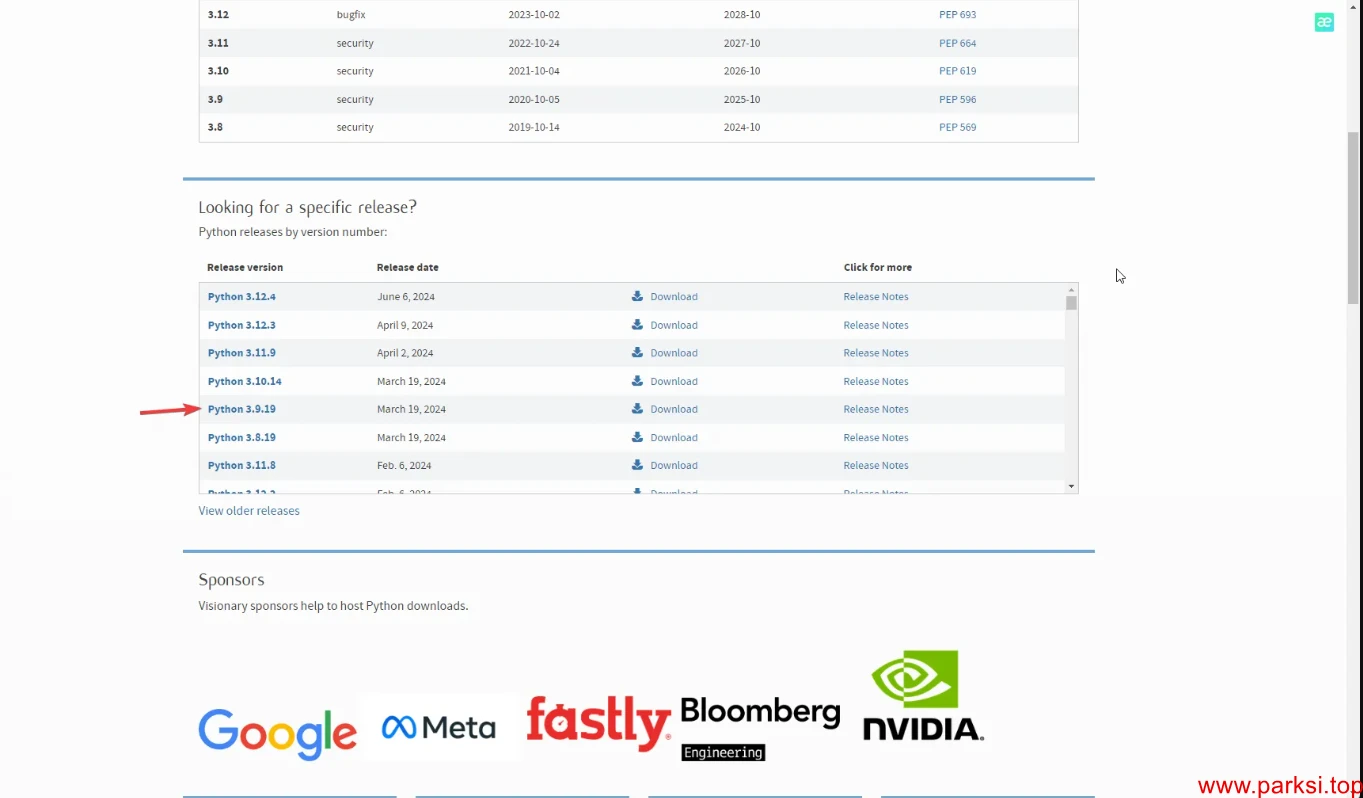 3.12 bugfix 2023-10-02 2028-10 PEP 693
3.11 security 2022-10-24 2027-10 PEP 664
3.10 security 2021-10-04 2026-10 PEP 619
3.9 security 2020-10-05 2025-10 PEP 596
3.8 security 2019-10-14 2024-10 PEP 569
Looking for a specific release?
Python releases by version number:
Release version Release date Click for more
Python 3.12.4 June 6, 2024 Download Release Notes
Python 3.12.3 April 9, 2024 Download Release Notes
Python 3.11.9 April 2, 2024 Download Release Notes
Python 3.10.14 March 19, 2024 Download Release Notes
Python 3.9.19 March 19, 2024 Download Release Notes
Python 3.8.19 March 19, 2024 Download Release Notes
Python 3.11.8 Feb. 6, 2024 Download Release Notes
Python 3.12.2 Feb. 6, 2024 Download Release Notes
View older releases
Sponsors
Visionary sponsors help to host Python downloads.
Google Meta fastly Bloomberg NVIDIA
Engineering
æ
www.parksi.top